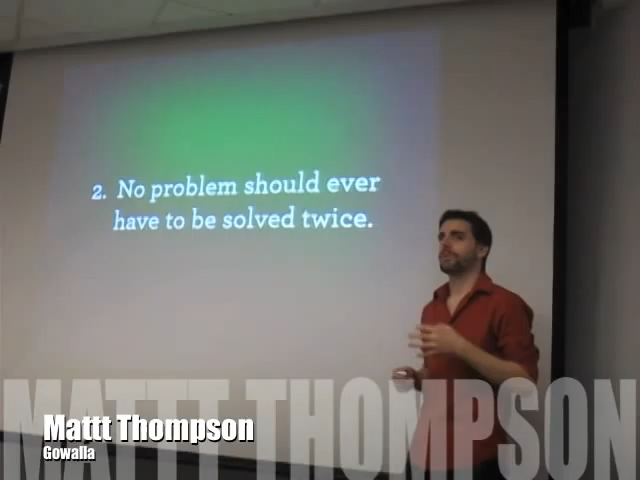 2. No problem should ever
have to be solved twice.
MATTT THOMPSON
Mattt Thompson
Gowalla